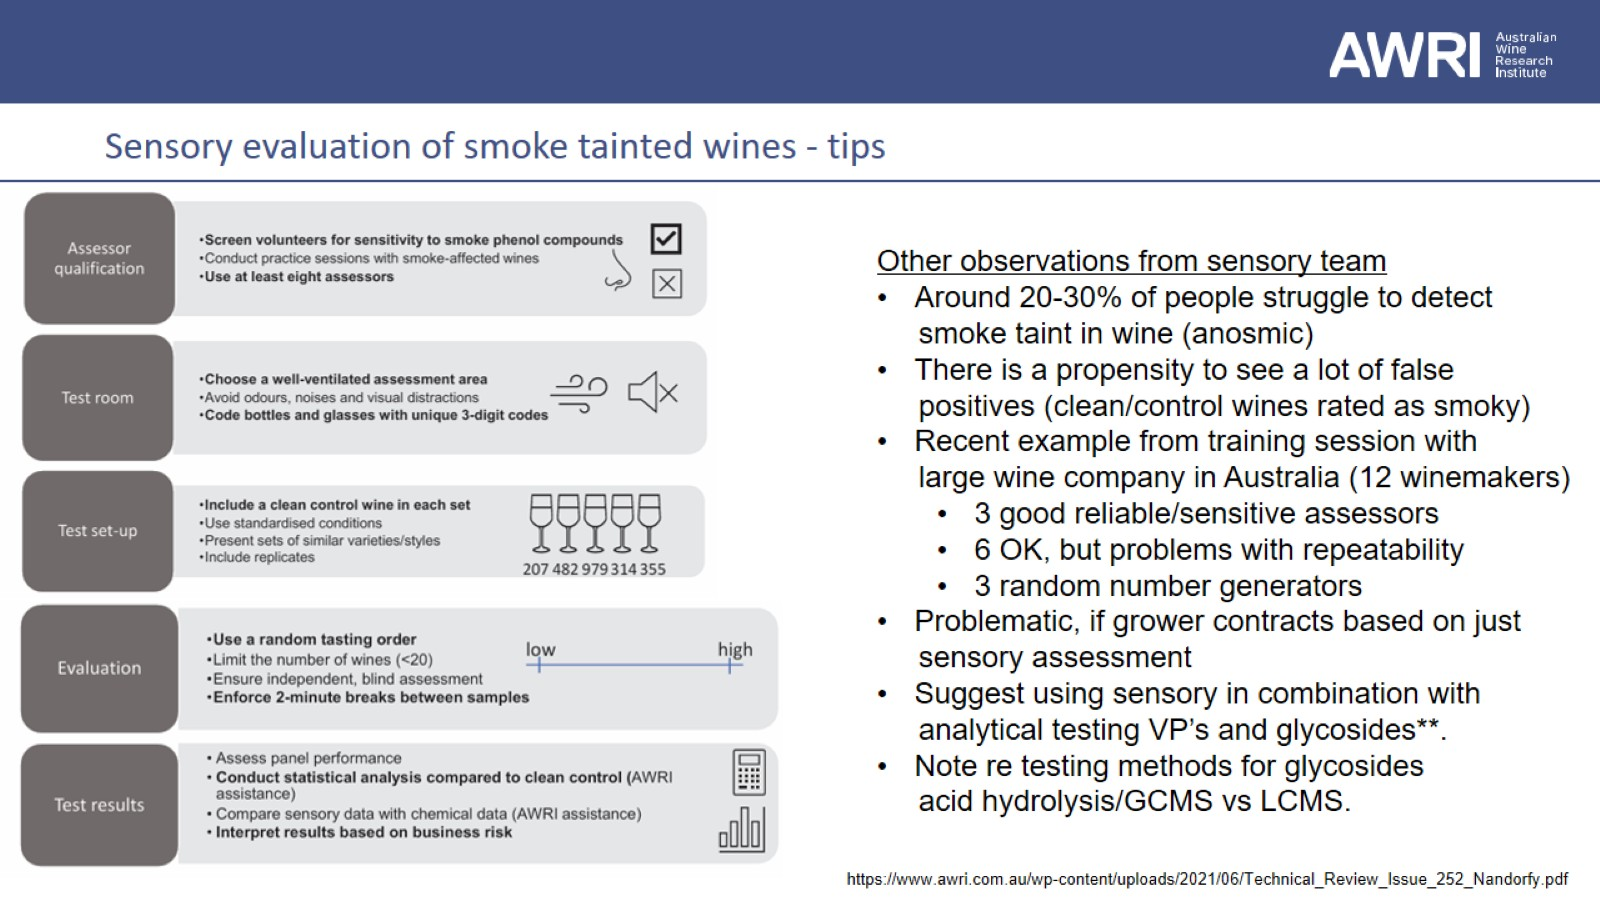 AWRI
Australian
Wine
Research
Institute
Sensory evaluation of smoke tainted wines - tips
Assessor
qualification
•Screen volunteers for sensitivity to smoke phenol compounds
•Conduct practice sessions with smoke-affected wines
•Use at least eight assessors
Test room
•Choose a well-ventilated assessment area
•Avoid odours, noises and visual distractions
•Code bottles and glasses with unique 3-digit codes
Test set-up
•Include a clean control wine in each set
•Use standardised conditions
•Present sets of similar varieties/styles
•Include replicates
207 482 979 314 355
Evaluation
•Use a random tasting order
•Limit the number of wines (<20)
•Ensure independent, blind assessment
•Enforce 2-minute breaks between samples
low
high
Test results
• Assess panel performance
• Conduct statistical analysis compared to clean control (AWRI
assistance)
• Compare sensory data with chemical data (AWRI assistance)
• Interpret results based on business risk
Other observations from sensory team
• Around 20-30% of people struggle to detect
smoke taint in wine (anosmic)
• There is a propensity to see a lot of false
positives (clean/control wines rated as smoky)
• Recent example from training session with
large wine company in Australia (12 winemakers)
• 3 good reliable/sensitive assessors
• 6 OK, but problems with repeatability
• 3 random number generators
• Problematic, if grower contracts based on just
sensory assessment
• Suggest using sensory in combination with
analytical testing VP's and glycosides**.
• Note re testing methods for glycosides
acid hydrolysis/GCMS vs LCMS.
https://www.awri.com.au/wp-content/uploads/2021/06/Technical_Review_Issue_252_Nandorfy.pdf